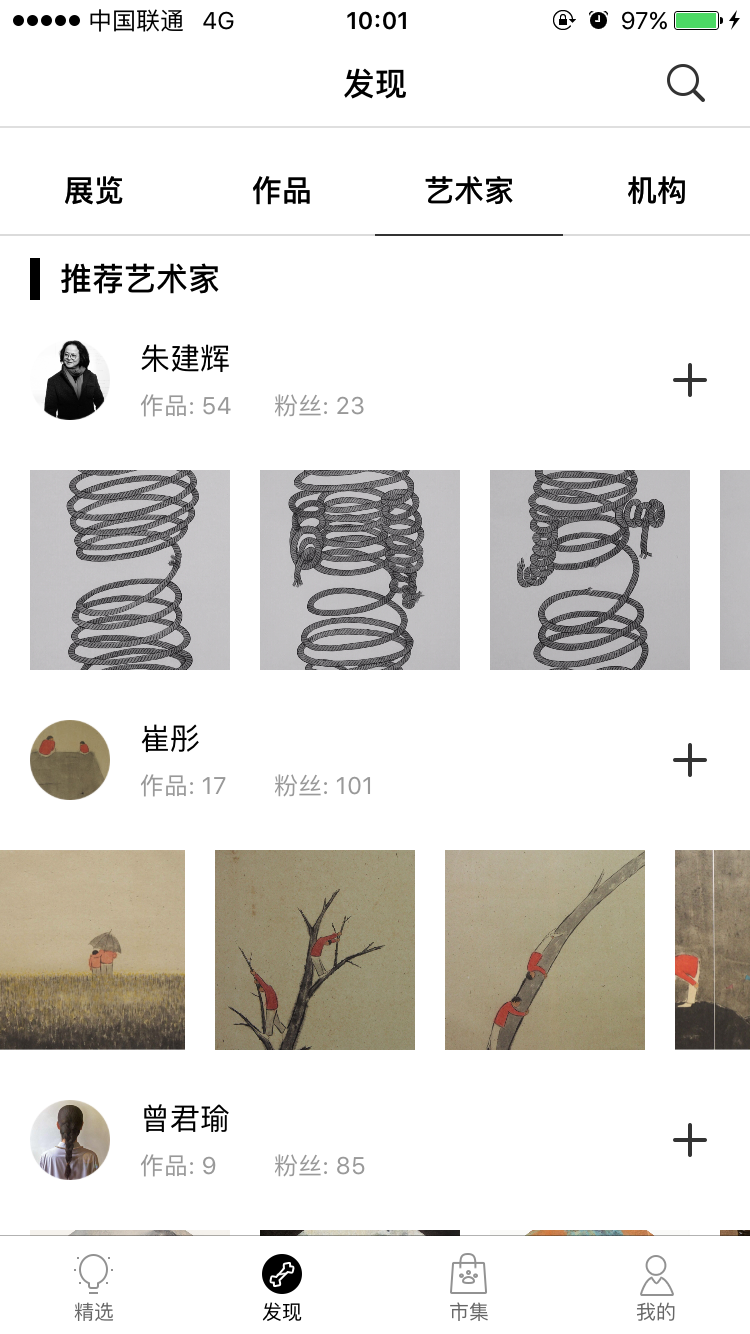 中国联通 4G 10:01 97%
发现
展览 作品 艺术家 机构
推荐艺术家
朱建辉
作品: 54 粉丝: 23
崔彤
作品: 17 粉丝: 101
曾君瑜
作品: 9 粉丝: 85
精选 发现 市集 我的